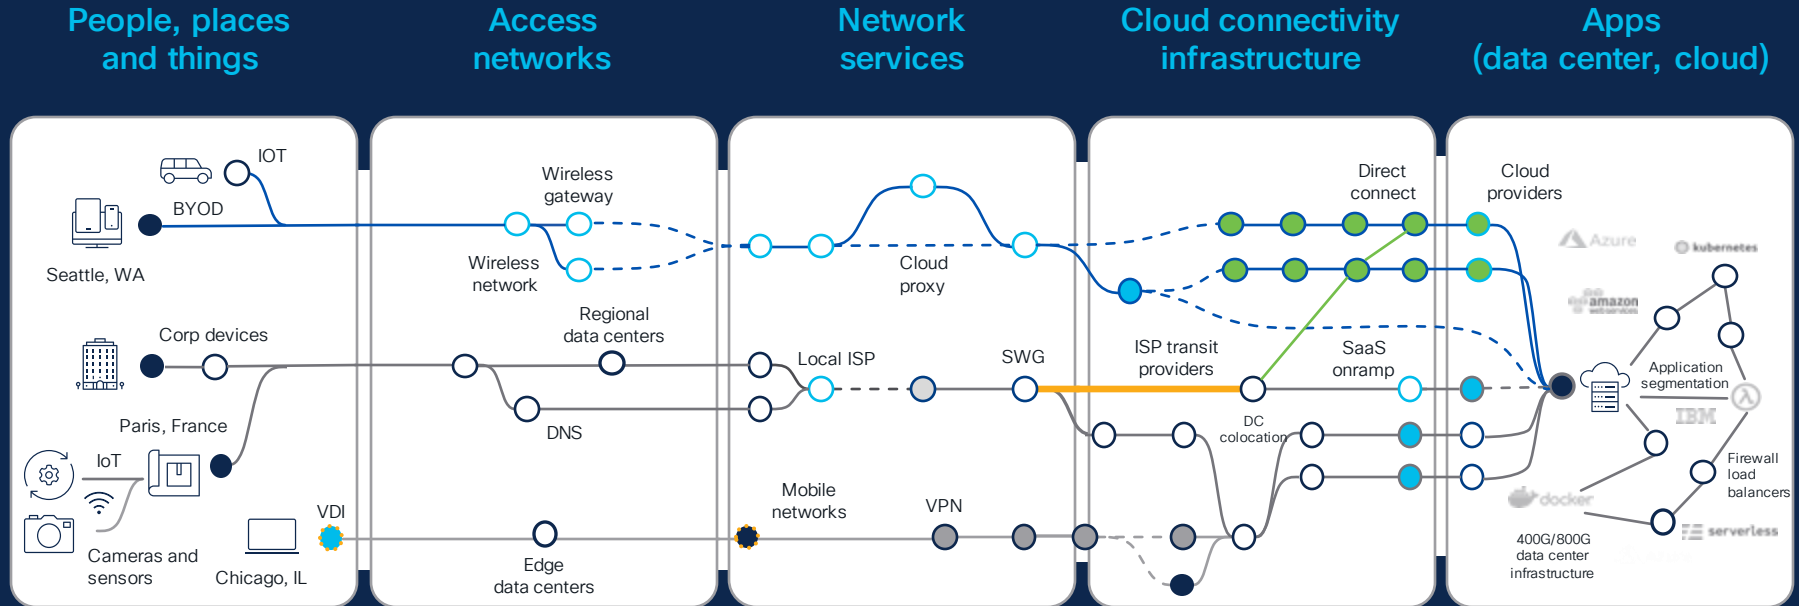 People, places
and things
Access
networks
Network
services
Cloud connectivity
infrastructure
Apps
(data center, cloud)
IOT
BYOD
Seattle, WA
Corp devices
Paris, France
IoT
Cameras and
sensors
VDI
Chicago, IL
Wireless
gateway
Wireless
network
Regional
data centers
DNS
Edge
data centers
Cloud
proxy
Local ISP
SWG
Mobile
networks
VPN
Direct
connect
ISP transit
providers
SaaS
onramp
DC
colocation
Cloud
providers
Azure
kubernetes
amazon
webservices
Application
segmentation
IBM
λ
Firewall
load
balancers
docker
serverless
400G/800G
data center
infrastructure